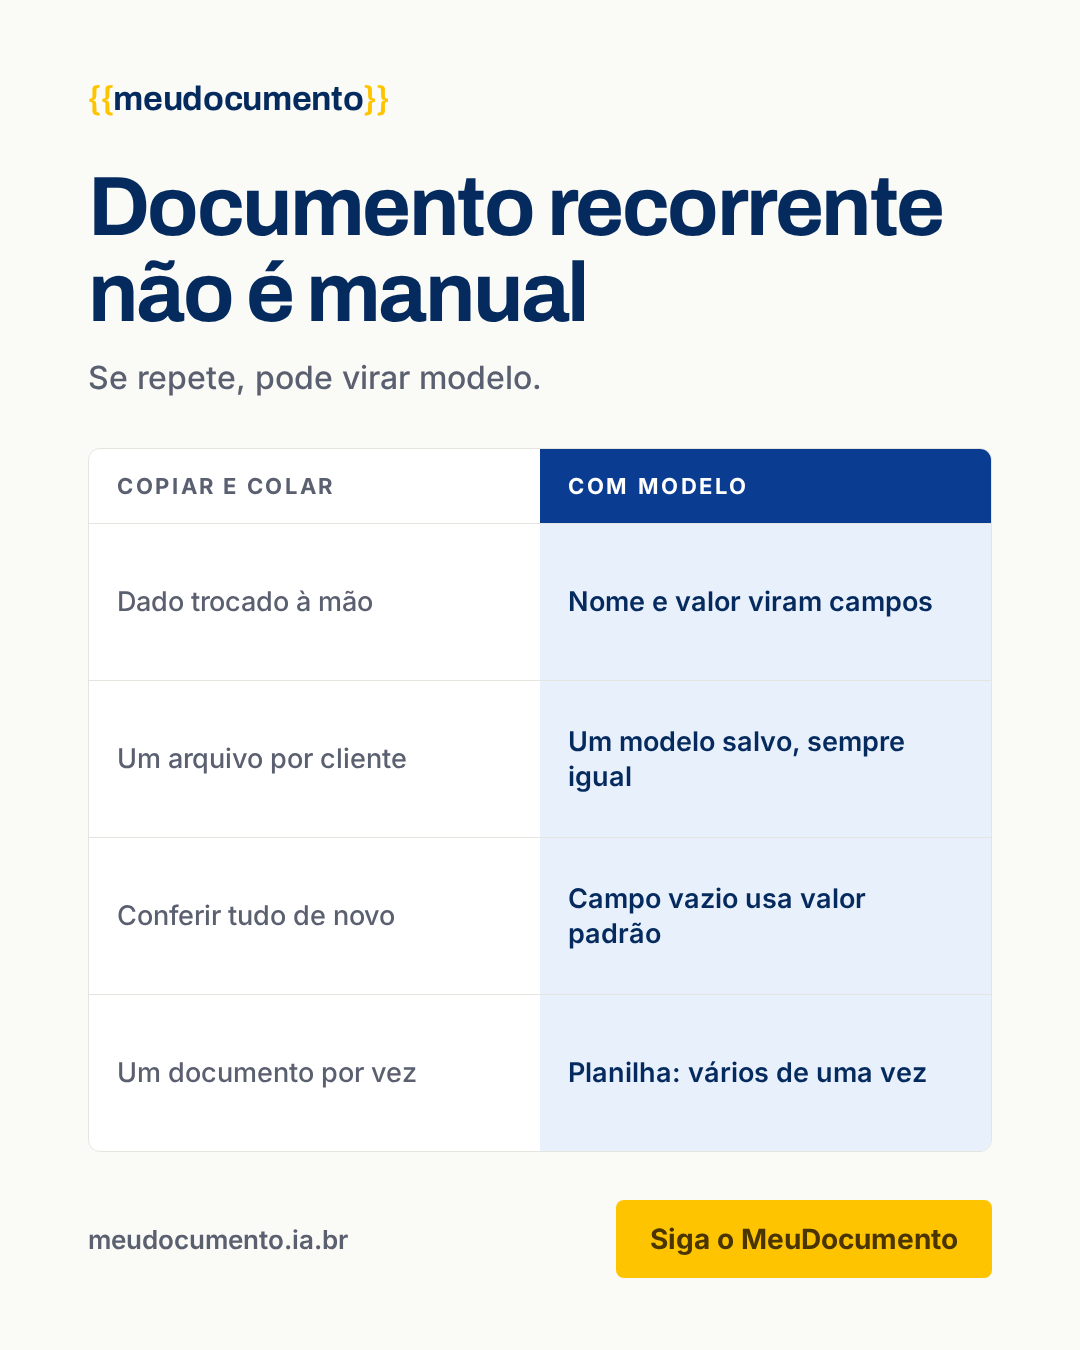 {{meudocumento}}
Documento recorrente
não é manual
Se repete, pode virar modelo.
COPIAR E COLAR
COM MODELO
Dado trocado à mão
Nome e valor viram campos
Um arquivo por cliente
Um modelo salvo, sempre
igual
Conferir tudo de novo
Campo vazio usa valor
padrão
Um documento por vez
Planilha: vários de uma vez
meudocumento.ia.br
Siga o MeuDocumento